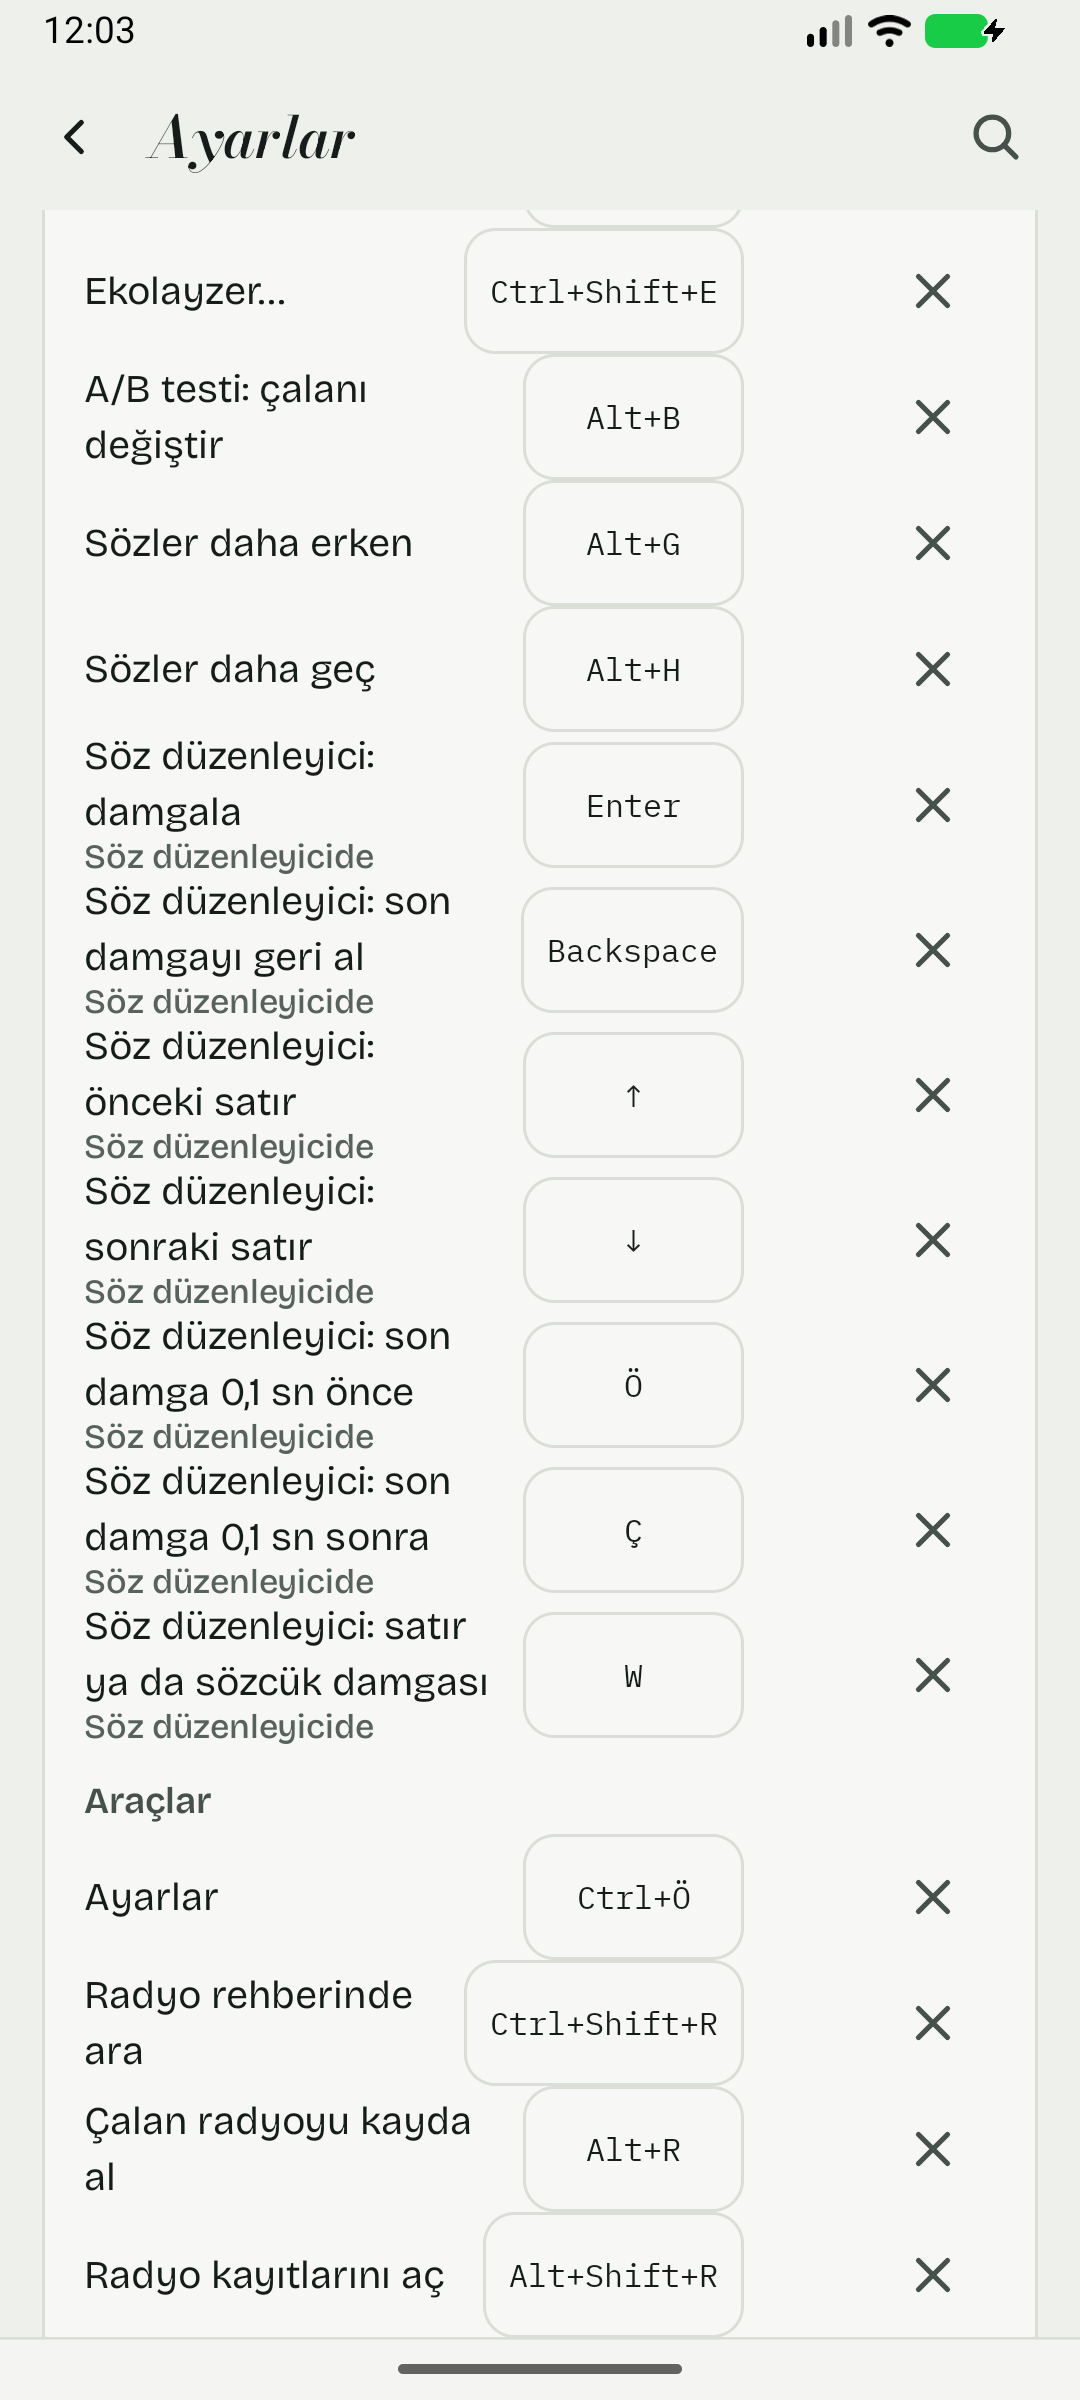 12:03
Ayarlar
Ekolayzer...
Ctrl+Shift+E
A/B testi: çalanı
değiştir
Alt+B
Sözler daha erken
Alt+G
Sözler daha geç
Alt+H
Söz düzenleyici:
damgala
Söz düzenleyicide
Enter
Söz düzenleyici: son
damgayı geri al
Söz düzenleyicide
Backspace
Söz düzenleyici:
önceki satır
Söz düzenleyicide
↑
Söz düzenleyici:
sonraki satır
Söz düzenleyicide
↓
Söz düzenleyici: son
damga 0,1 sn önce
Söz düzenleyicide
Ö
Söz düzenleyici: son
damga 0,1 sn sonra
Söz düzenleyicide
Ç
Söz düzenleyici: satır
ya da sözcük damgası
Söz düzenleyicide
W
Araçlar
Ayarlar
Ctrl+Ö
Radyo rehberinde
ara
Ctrl+Shift+R
Çalan radyoyu kayda
al
Alt+R
Radyo kayıtlarını aç
Alt+Shift+R